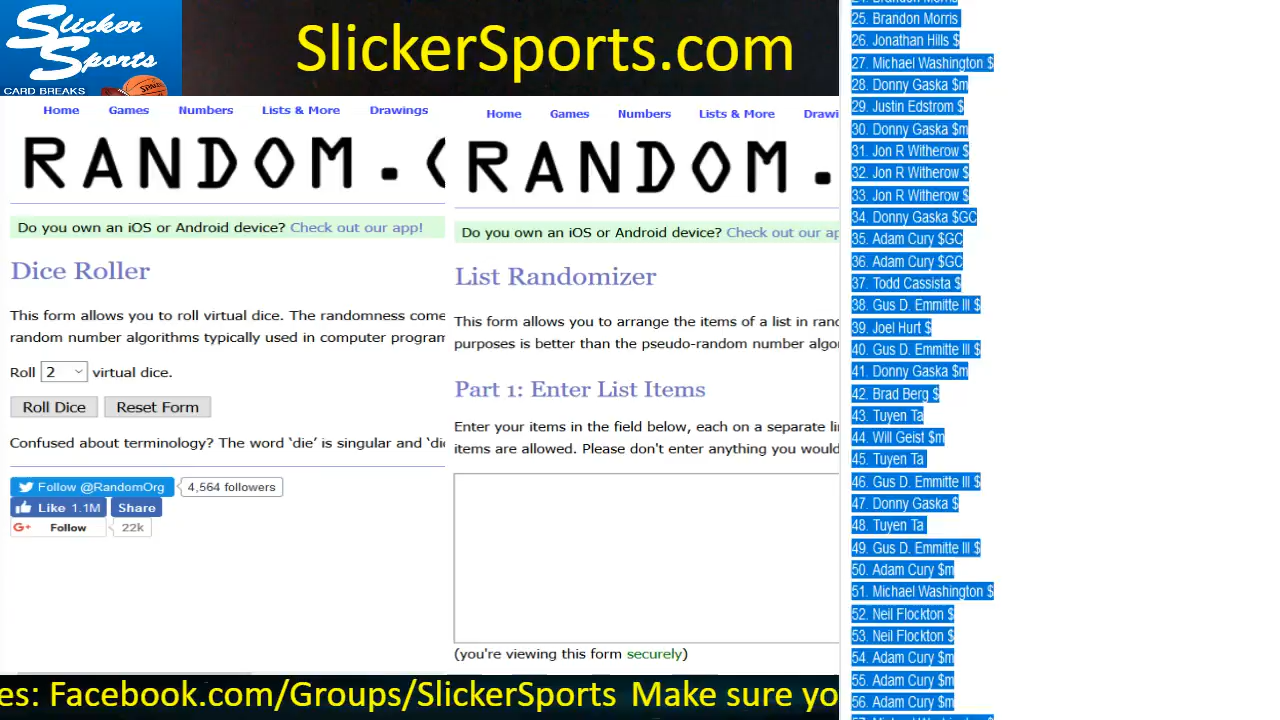 Slicker
Sports
CARD BREAKS
SlickerSports.com
Home Games Numbers Lists & More Drawings
RANDOM.
Do you own an iOS or Android device? Check out our app!
Dice Roller
This form allows you to roll virtual dice. The randomness come
random number algorithms typically used in computer program
Roll 2 virtual dice.
Roll Dice Reset Form
Confused about terminology? The word ‘die’ is singular and
Follow @RandomOrg 4,564 followers
Like 1.1M Share
G+ Follow 22k
Home Games Numbers Lists & More Drawi
RANDOM.
Do you own an iOS or Android device? Check out our ap
List Randomizer
This form allows you to arrange the items of a list in ran
purposes is better than the pseudo-random number algo
Part 1: Enter List Items
Enter your items in the field below, each on a separate li
items are allowed. Please don't enter anything you would
(you're viewing this form securely)
25. Brandon Morris
26. Jonathan Hills $
27. Michael Washington $
28. Donny Gaska $m
29. Justin Edstrom $
30. Donny Gaska $m
31. Jon R Witherow $
32. Jon R Witherow $
33. Jon R Witherow $
34. Donny Gaska $GC
35. Adam Cury $GC
36. Adam Cury $GC
37. Todd Cassista $
38. Gus D. Emmitte III $
39. Joel Hurt $
40. Gus D. Emmitte III $
41. Donny Gaska $m
42. Brad Berg $
43. Tuyen Ta
44. Will Geist $m
45. Tuyen Ta
46. Gus D. Emmitte III $
47. Donny Gaska $
48. Tuyen Ta
49. Gus D. Emmitte III $
50. Adam Cury $m
51. Michael Washington $
52. Neil Flockton $
53. Neil Flockton $
54. Adam Cury $m
55. Adam Cury $m
56. Adam Cury $m
es: Facebook.com/Groups/SlickerSports Make sure yo